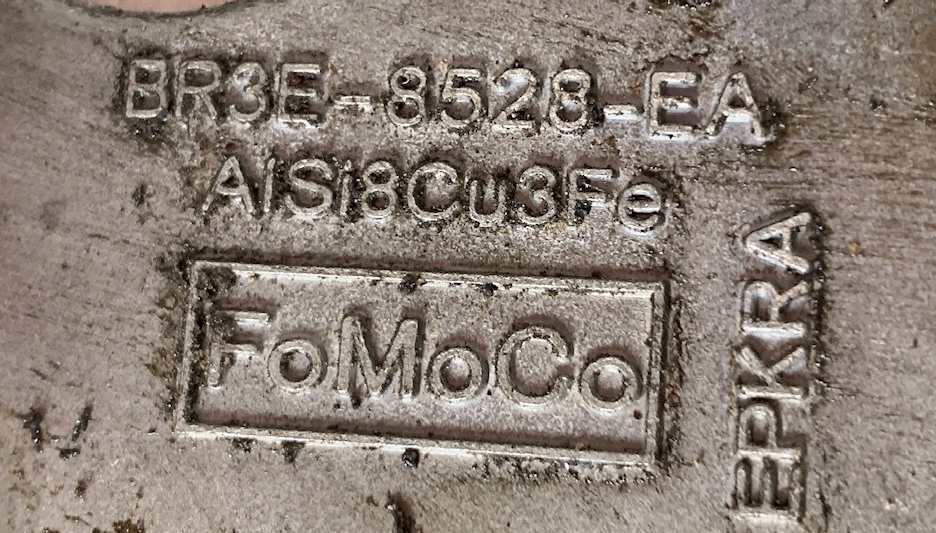 BR3E-8528-EA
AlSi8Cu3Fe
FoMoCo
EPKRA